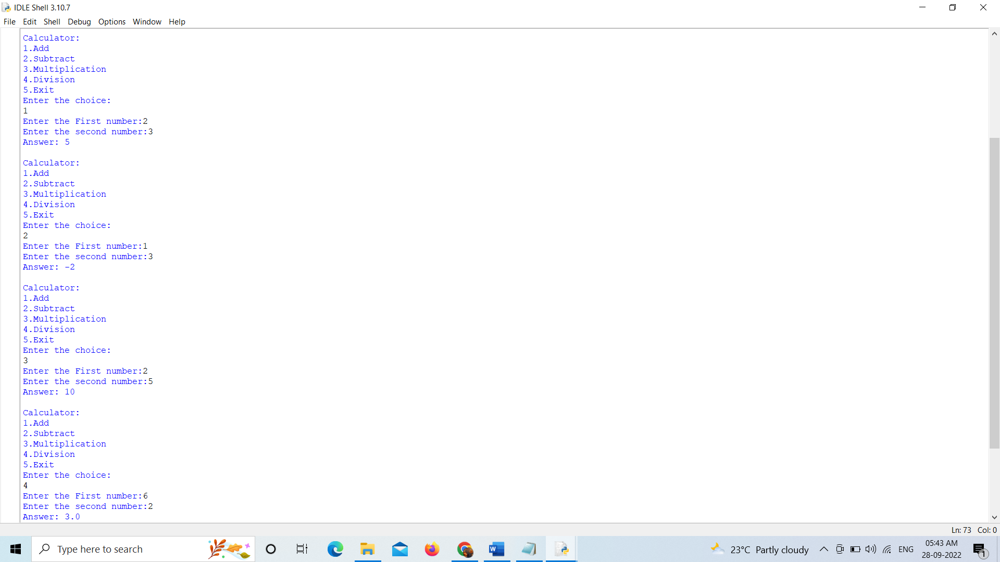 IDLE Shell 3.10.7
File Edit Shell Debug Options Window Help
Calculator:
1.Add
2.Subtract
3.Multiplication
4.Division
5.Exit
Enter the choice:
1
Enter the First number:2
Enter the second number:3
Answer: 5
Calculator:
1.Add
2.Subtract
3.Multiplication
4.Division
5.Exit
Enter the choice:
2
Enter the First number:1
Enter the second number:3
Answer: -2
Calculator:
1.Add
2.Subtract
3.Multiplication
4.Division
5.Exit
Enter the choice:
3
Enter the First number:2
Enter the second number:5
Answer: 10
Calculator:
1.Add
2.Subtract
3.Multiplication
4.Division
5.Exit
Enter the choice:
4
Enter the First number:6
Enter the second number:2
Answer: 3.0
Ln: 73 Col: 0
Type here to search
W
23°C Partly cloudy
ENG
05:43 AM
28-09-2022
1